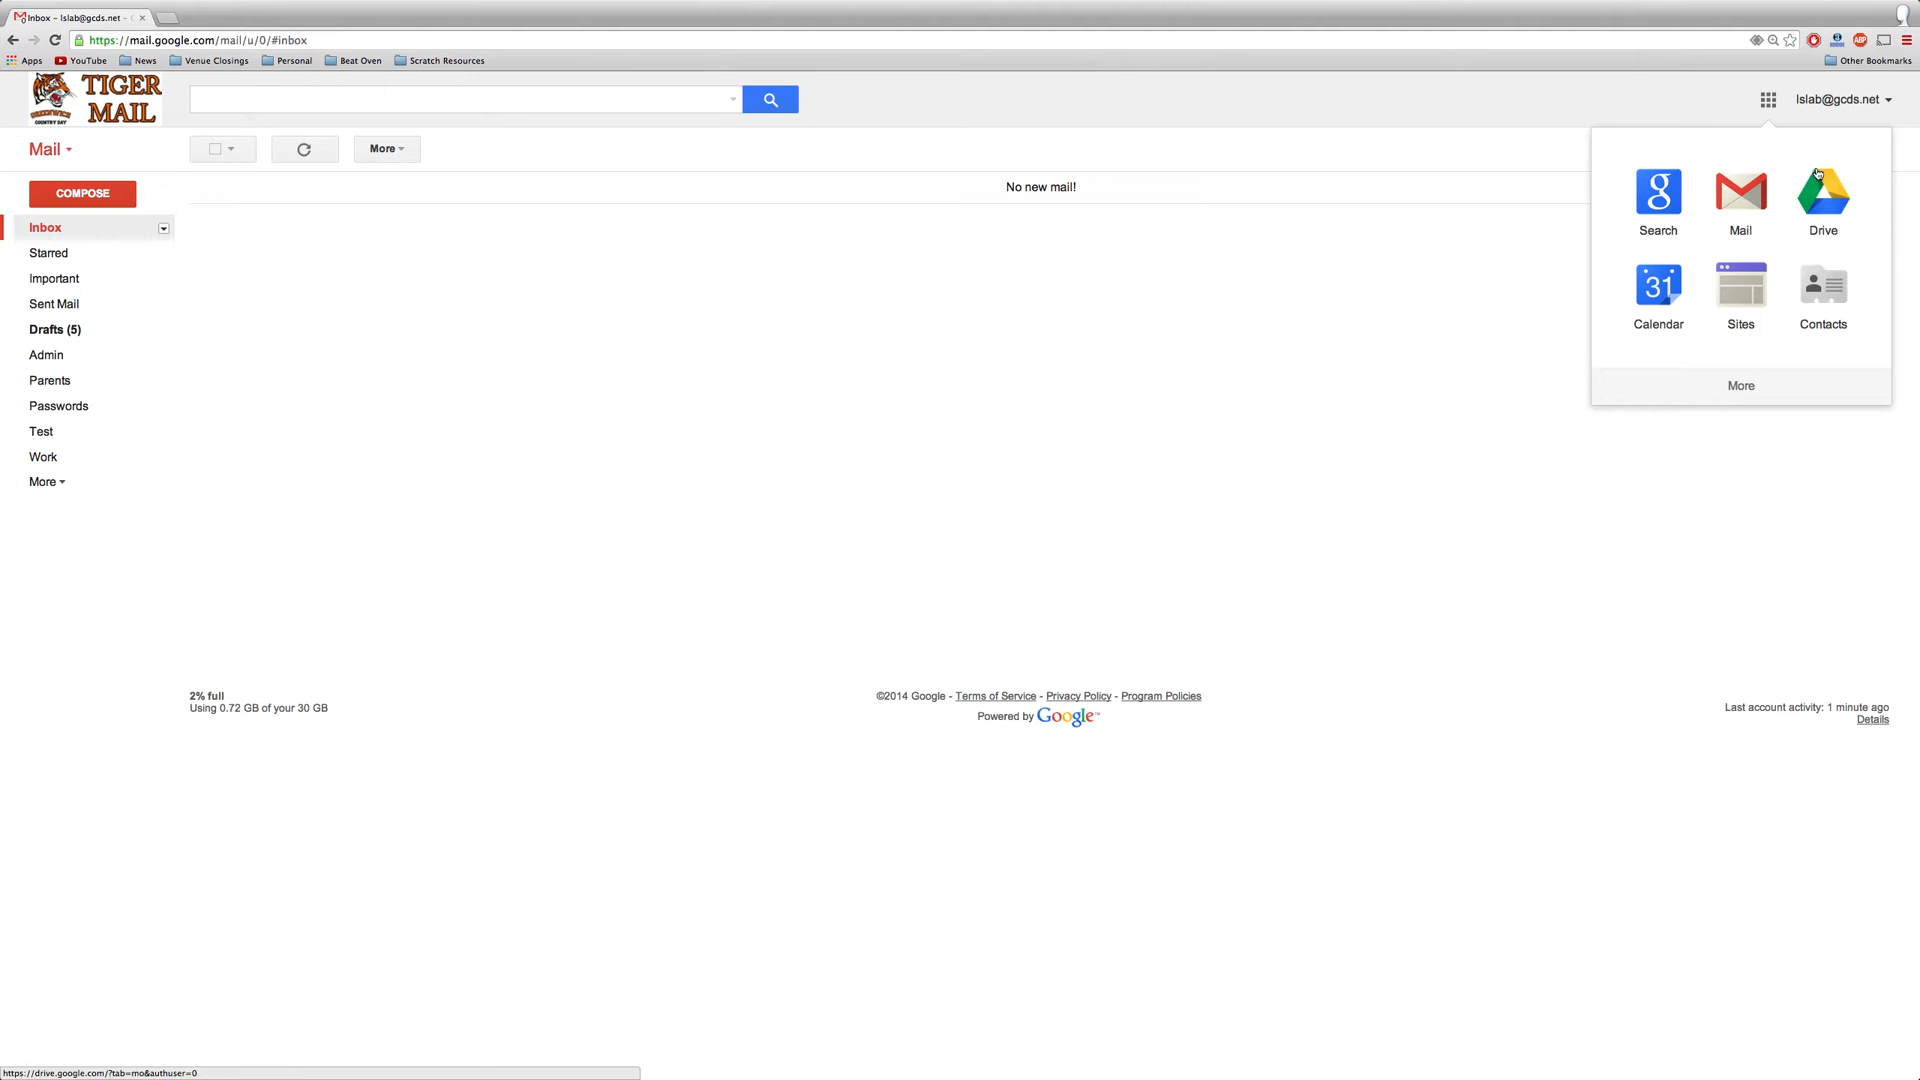 Inbox - lslab@gcds.net -
https://mail.google.com/mail/u/0/#inbox
Apps YouTube News Venue Closings Personal Beat Oven Scratch Resources Other Bookmarks
TIGER
MAIL
GREENWICH
COUNTRY DAY
lslab@gcds.net
Mail
More
COMPOSE
No new mail!
Inbox
Starred
Important
Sent Mail
Drafts (5)
Admin
Parents
Passwords
Test
Work
More
g
Search Mail Drive
31
Calendar Sites Contacts
More
2% full
Using 0.72 GB of your 30 GB
©2014 Google - Terms of Service - Privacy Policy - Program Policies
Powered by Google™
Last account activity: 1 minute ago
Details
https://drive.google.com/?tab=mo&authuser=0